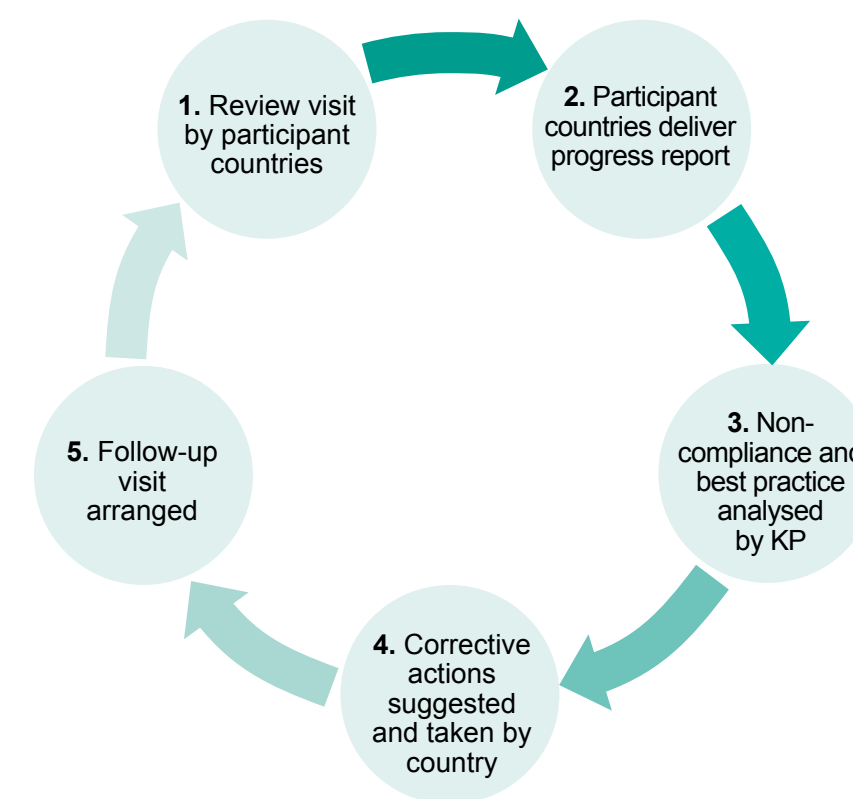 1. Review visit
by participant
countries
2. Participant
countries deliver
progress report
3. Non-
compliance and
best practice
analysed
by KP
4. Corrective
actions
suggested
and taken by
country
5. Follow-up
visit
arranged